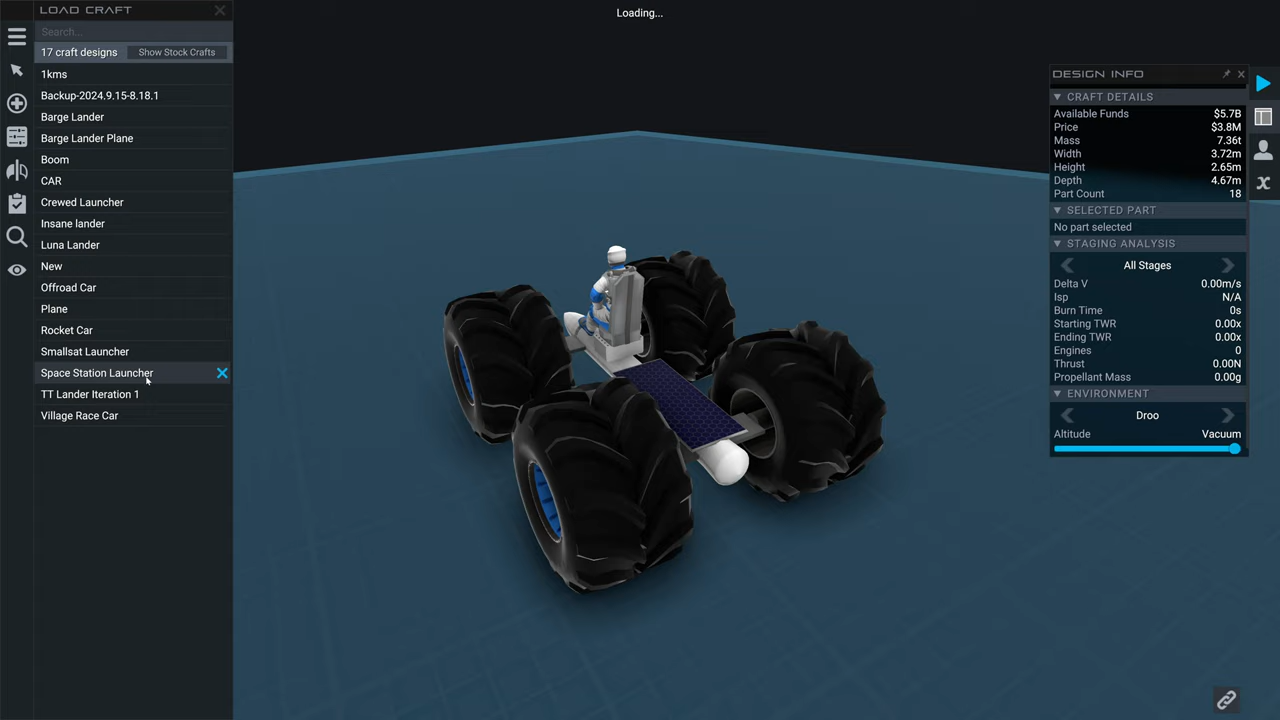 LOAD CRAFT
Search...
17 craft designs
Show Stock Crafts
1kms
Backup-2024.9.15-8.18.1
Barge Lander
Barge Lander Plane
Boom
CAR
Crewed Launcher
Insane lander
Luna Lander
New
Offroad Car
Plane
Rocket Car
Smallsat Launcher
Space Station Launcher
TT Lander Iteration 1
Village Race Car
Loading...
DESIGN INFO
CRAFT DETAILS
Available Funds $5.7B
Price $3.8M
Mass 7.36t
Width 3.72m
Height 2.65m
Depth 4.67m
Part Count 18
SELECTED PART
No part selected
STAGING ANALYSIS
All Stages
Delta V 0.00m/s
Isp N/A
Burn Time 0s
Starting TWR 0.00x
Ending TWR 0.00x
Engines 0
Thrust 0.00N
Propellant Mass 0.00g
ENVIRONMENT
Droo
Altitude Vacuum